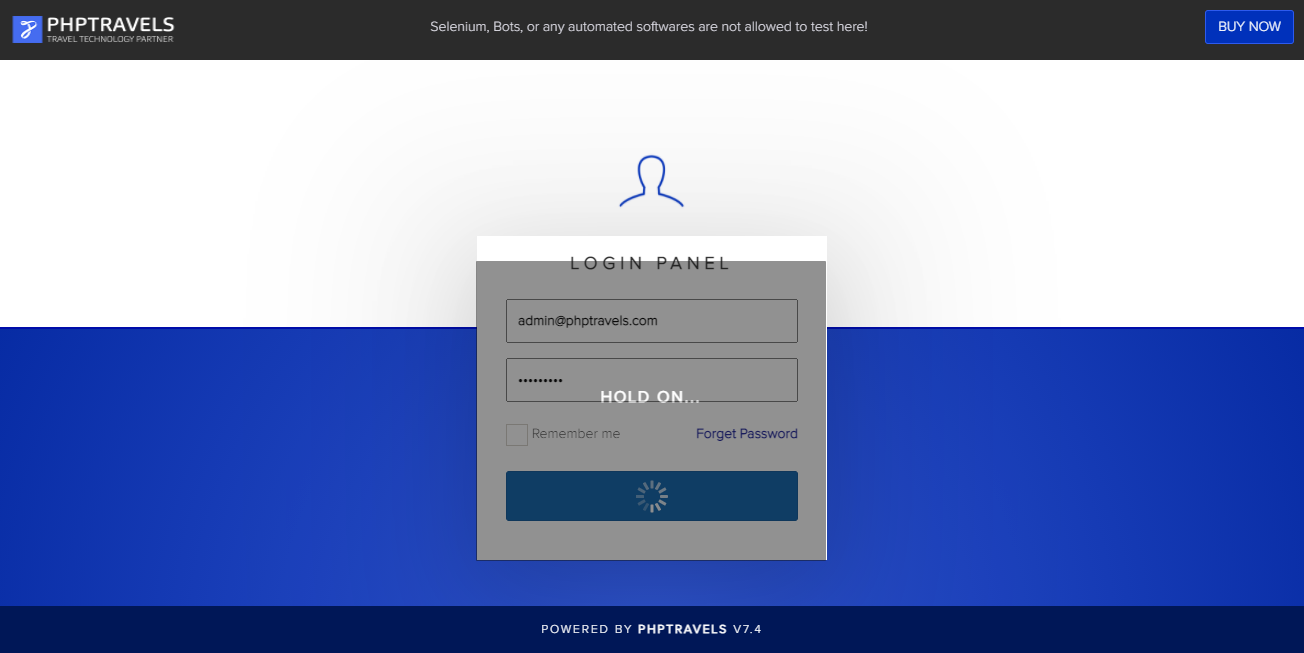 PHPTRAVELS
TRAVEL TECHNOLOGY PARTNER
Selenium, Bots, or any automated softwares are not allowed to test here!
BUY NOW
LOGIN PANEL
admin@phptravels.com
•••••••••
HOLD ON...
Remember me
Forget Password
POWERED BY PHPTRAVELS V7.4